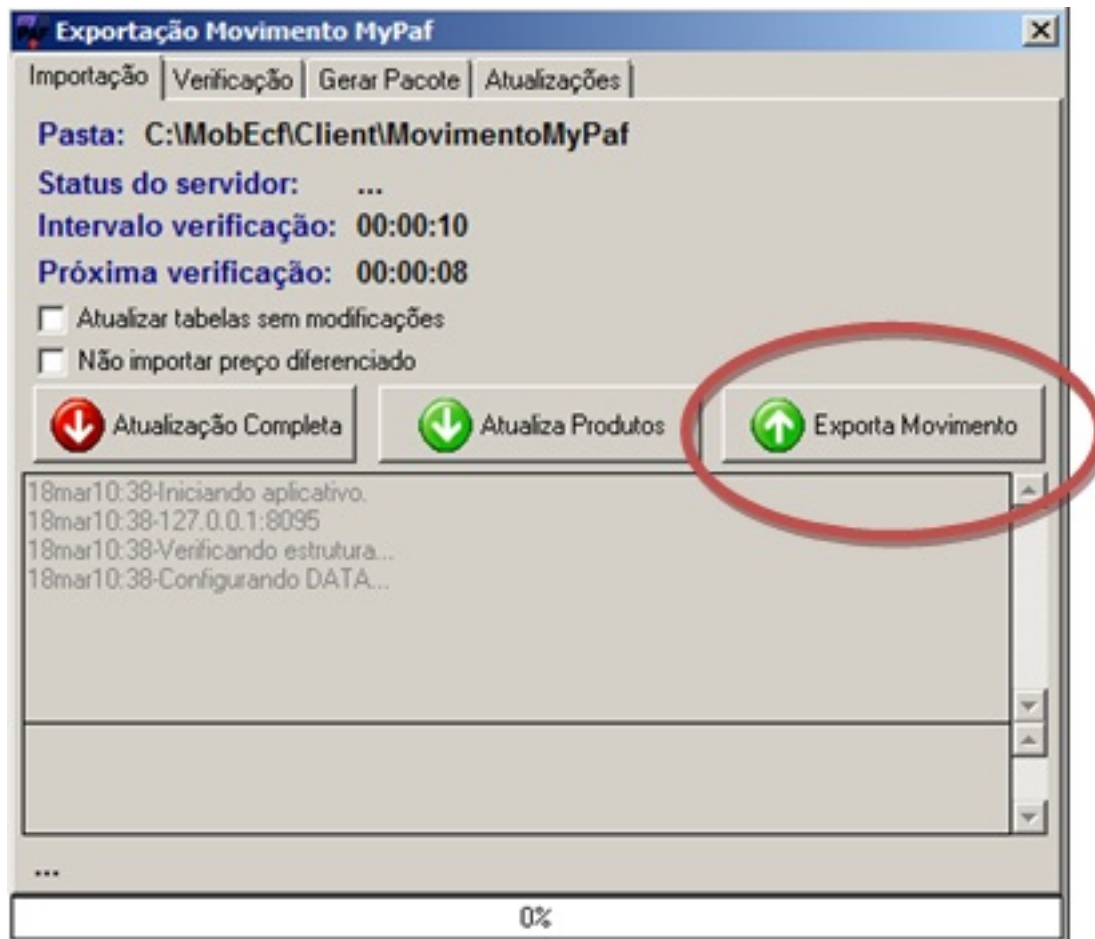 Exportação Movimento MyPaf
Importação Verificação Gerar Pacote Atualizações
Pasta: C:\MobEcf\Client\MovimentoMyPaf
Status do servidor: ...
Intervalo verificação: 00:00:10
Próxima verificação: 00:00:08
Atualizar tabelas sem modificações
Não importar preço diferenciado
Atualização Completa Atualiza Produtos Exporta Movimento
18mar10:38-Iniciando aplicativo.
18mar10:38-127.0.0.1:8095
18mar10:38-Verificando estrutura...
18mar10:38-Configurando DATA...
...
0%